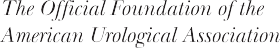 The Official Foundation of the
American Urological Association